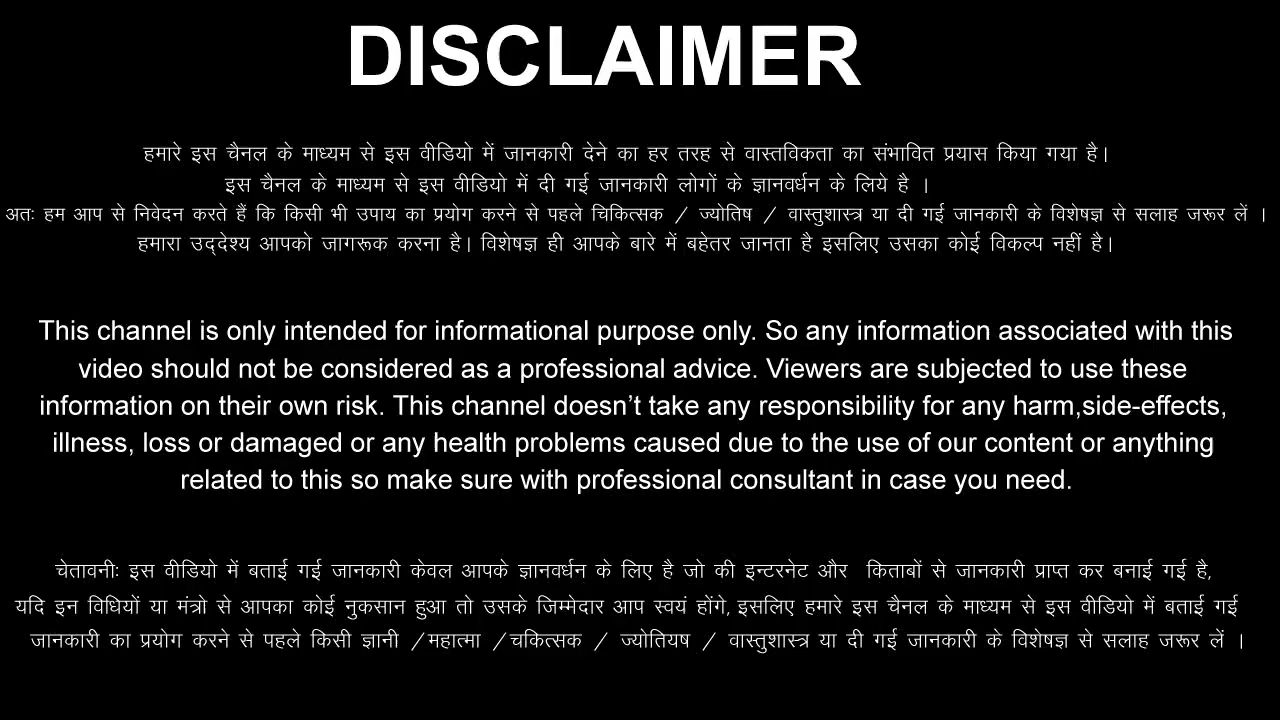 DISCLAIMER
हमारे इस चैनल के माध्यम से इस वीडियो में जानकारी देने का हर तरह से वास्तविकता का संभावित प्रयास किया गया है।
इस चैनल के माध्यम से इस वीडियो में दी गई जानकारी लोगों के ज्ञानवर्धन के लिये है ।
अतः हम आप से निवेदन करते हैं कि किसी भी उपाय का प्रयोग करने से पहले चिकित्सक / ज्योतिष / वास्तुशास्त्र या दी गई जानकारी के विशेषज्ञ से सलाह जरूर लें ।
हमारा उद्देश्य आपको जागरूक करना है। विशेषज्ञ ही आपके बारे में बहेतर जानता है इसलिए उसका कोई विकल्प नहीं है।
This channel is only intended for informational purpose only. So any information associated with this
video should not be considered as a professional advice. Viewers are subjected to use these
information on their own risk. This channel doesn’t take any responsibility for any harm,side-effects,
illness, loss or damaged or any health problems caused due to the use of our content or anything
related to this so make sure with professional consultant in case you need.
चेतावनीः इस वीडियो में बताई गई जानकारी केवल आपके ज्ञानवर्धन के लिए है जो की इन्टरनेट और किताबों से जानकारी प्राप्त कर बनाई गई है,
यदि इन विधियों या मंत्रो से आपका कोई नुकसान हुआ तो उसके जिम्मेदार आप स्वयं होंगे, इसलिए हमारे इस चैनल के माध्यम से इस वीडियो में बताई गई
जानकारी का प्रयोग करने से पहले किसी ज्ञानी /महात्मा /चकित्सक / ज्योतियष / वास्तुशास्त्र या दी गई जानकारी के विशेषज्ञ से सलाह जरूर लें ।